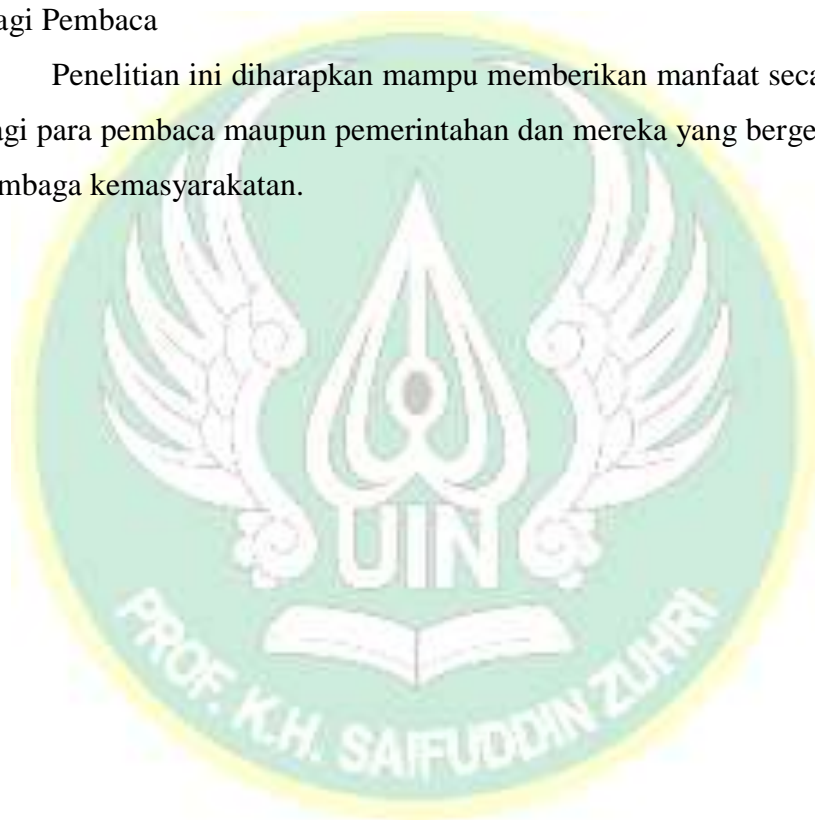 agi Pembaca
Penelitian ini diharapkan mampu memberikan manfaat seca
agi para pembaca maupun pemerintahan dan mereka yang berge
mbaga kemasyarakatan.
UIN
PROF. K.H. SAIFUDDIN ZUHRI